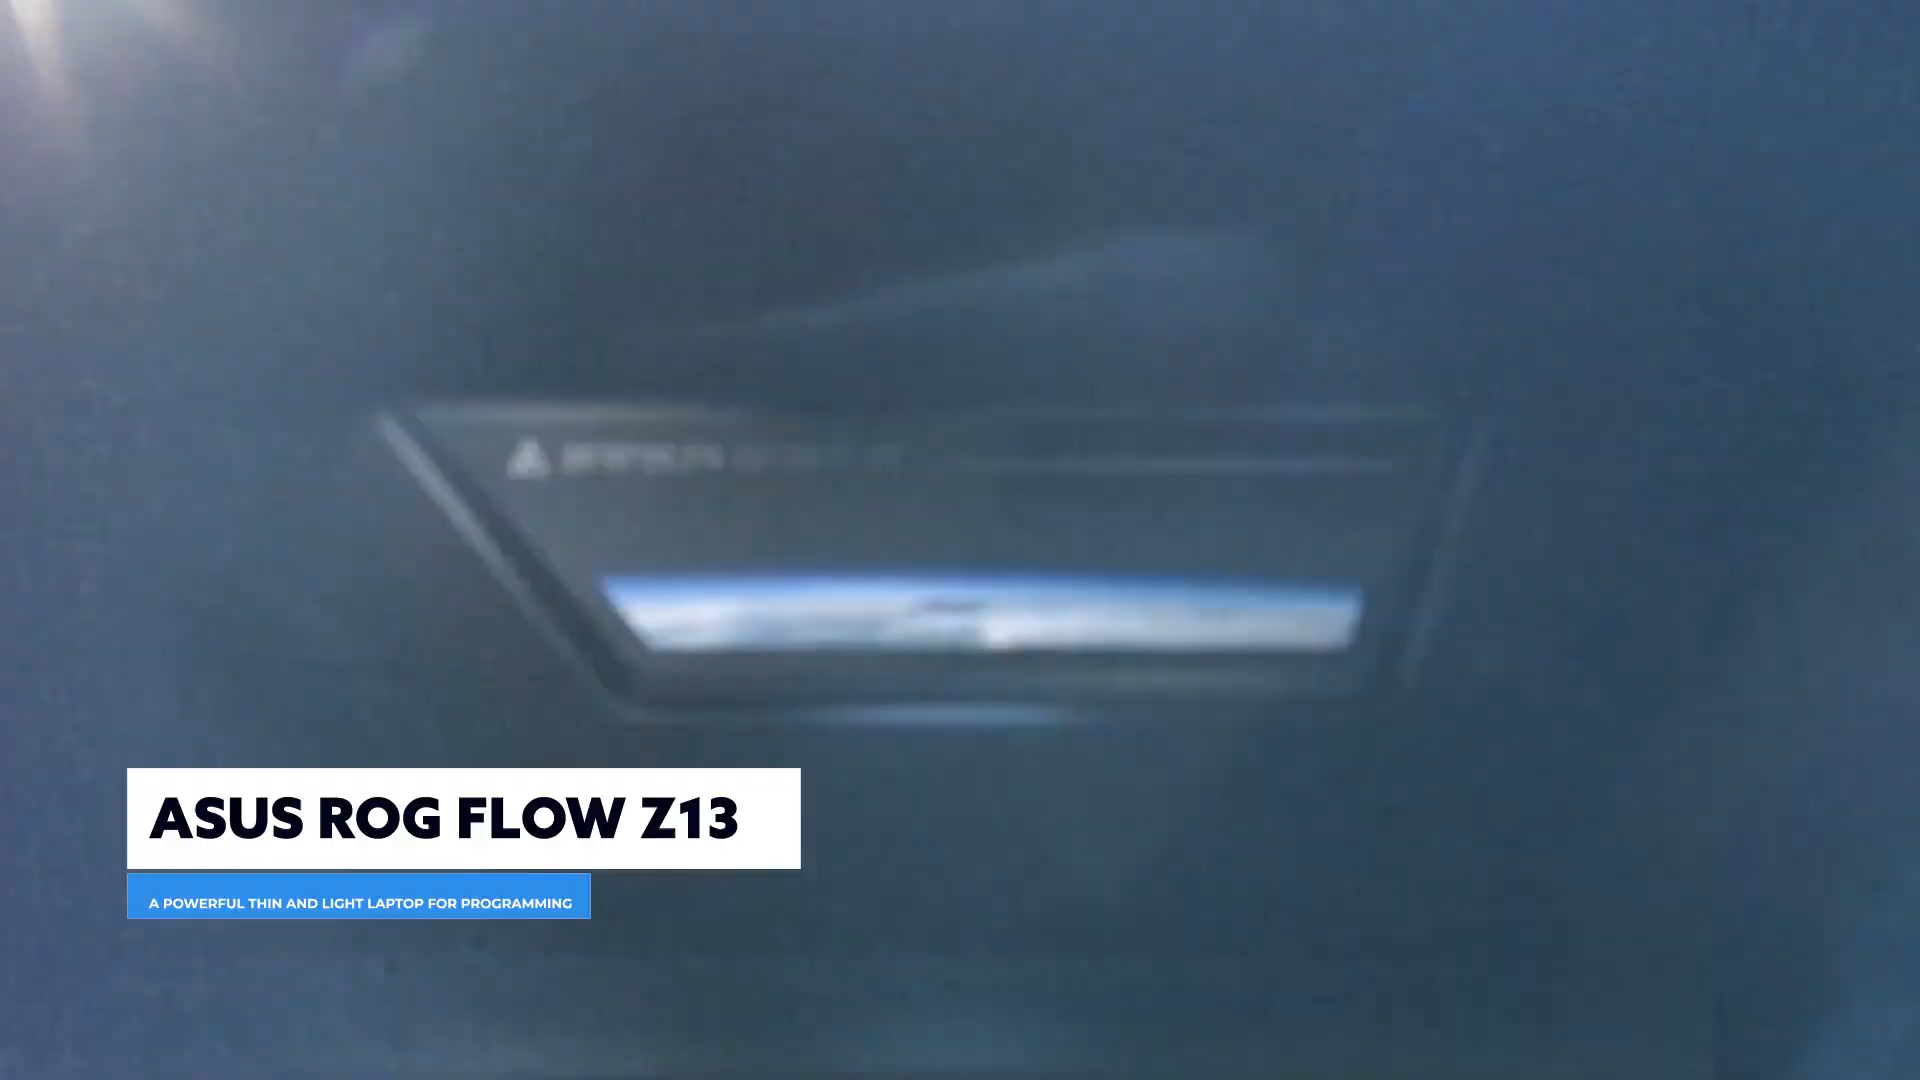 ASUS ROG FLOW Z13
A POWERFUL THIN AND LIGHT LAPTOP FOR PROGRAMMING